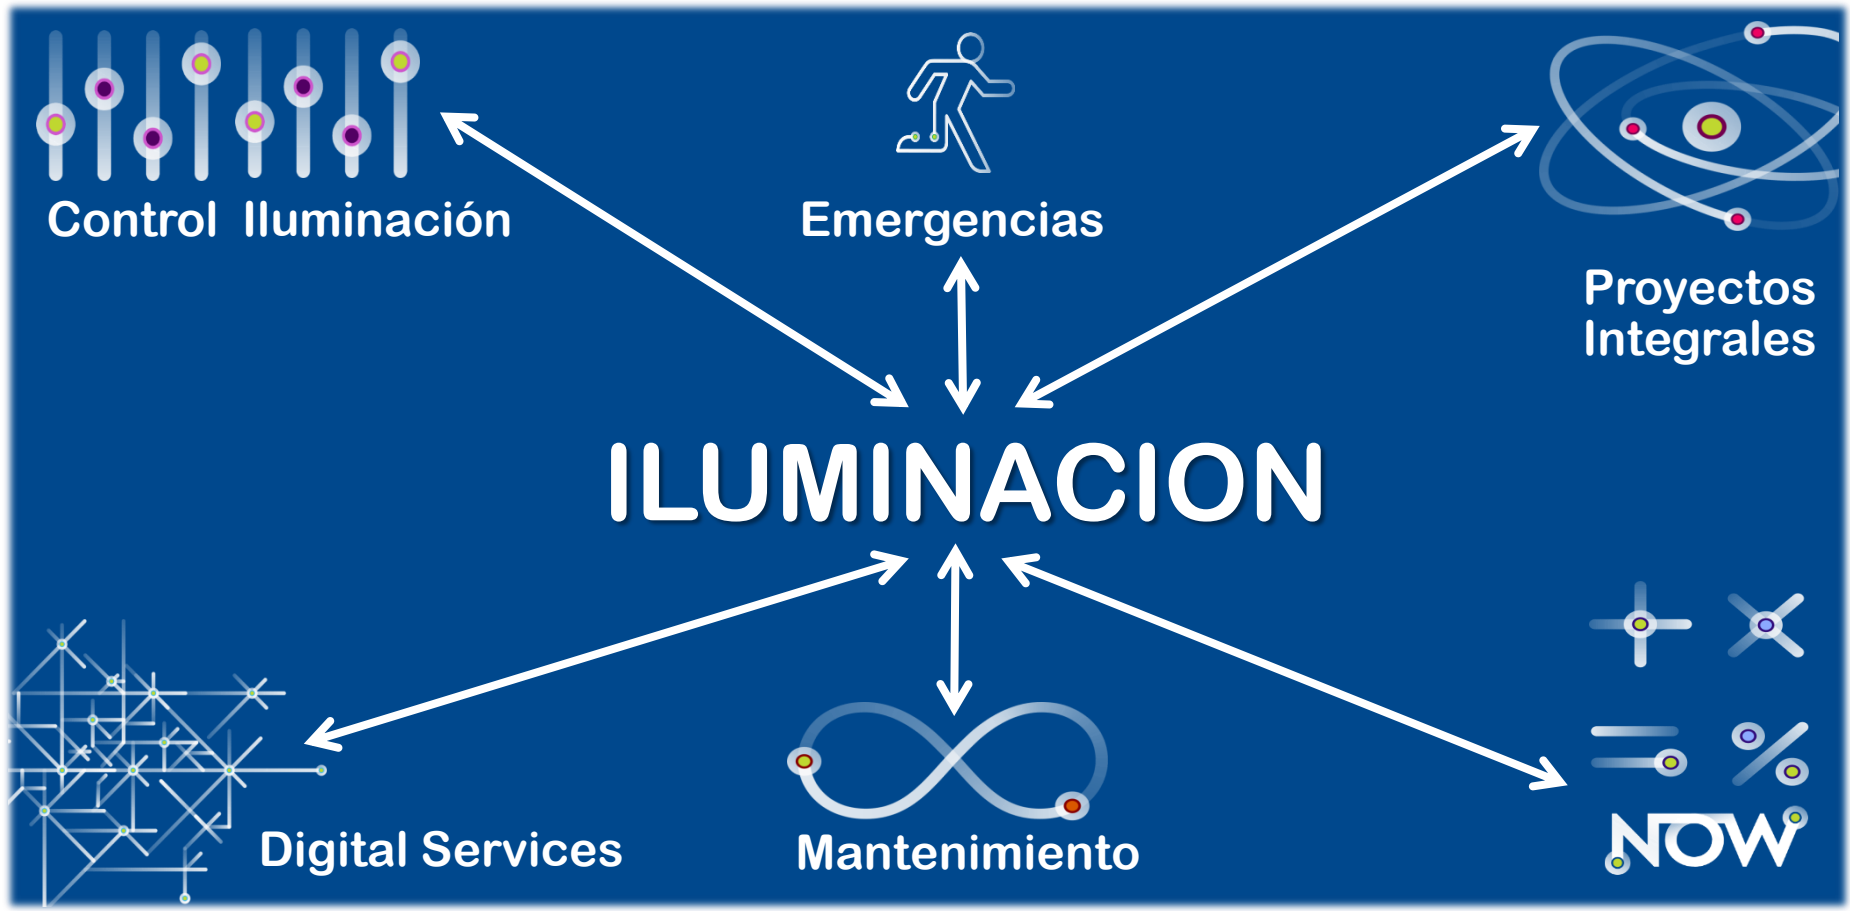 Control Iluminación
Emergencias
Proyectos
Integrales
ILUMINACION
Digital Services
Mantenimiento
NOW